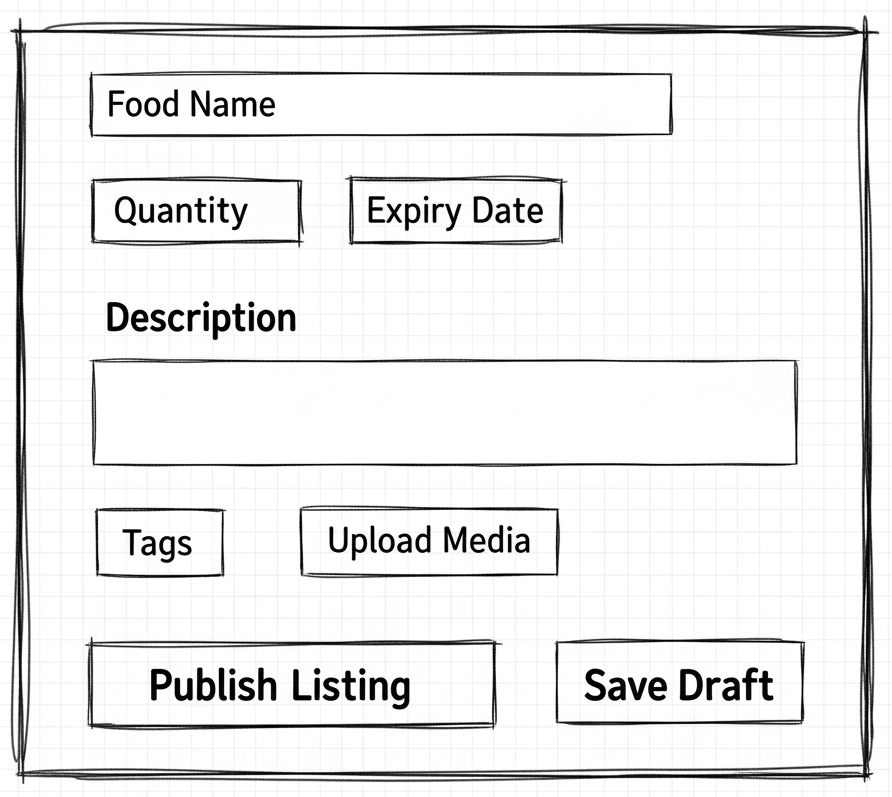 Food Name
Quantity
Expiry Date
Description
Tags
Upload Media
Publish Listing
Save Draft